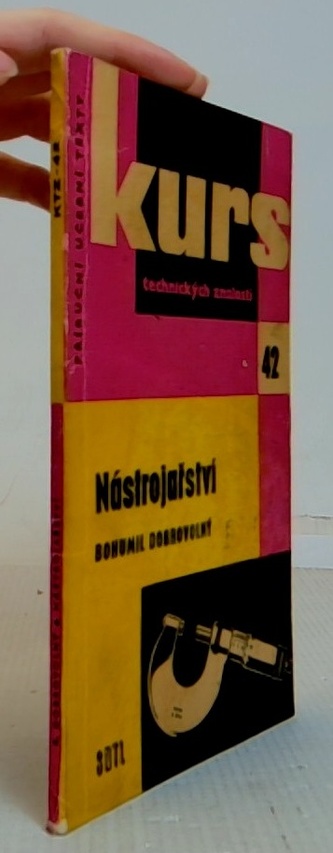 kurs
technických znalostí
42
Nástrojařství
BOHUMIL DOBROVOLNÝ
SNTL
KTZ - 42
PŘÍRUČNÍ UČEBNÍ TEXTY